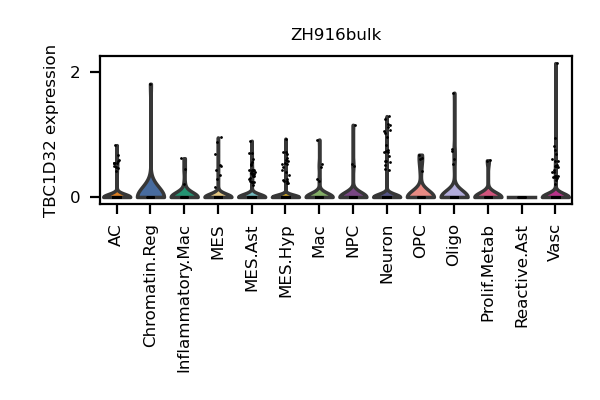 ZH916bulk
TBC1D32 expression
2
0
AC
Chromatin.Reg
Inflammatory.Mac
MES
MES.Ast
MES.Hyp
Mac
NPC
Neuron
OPC
Oligo
Prolif.Metab
Reactive.Ast
Vasc